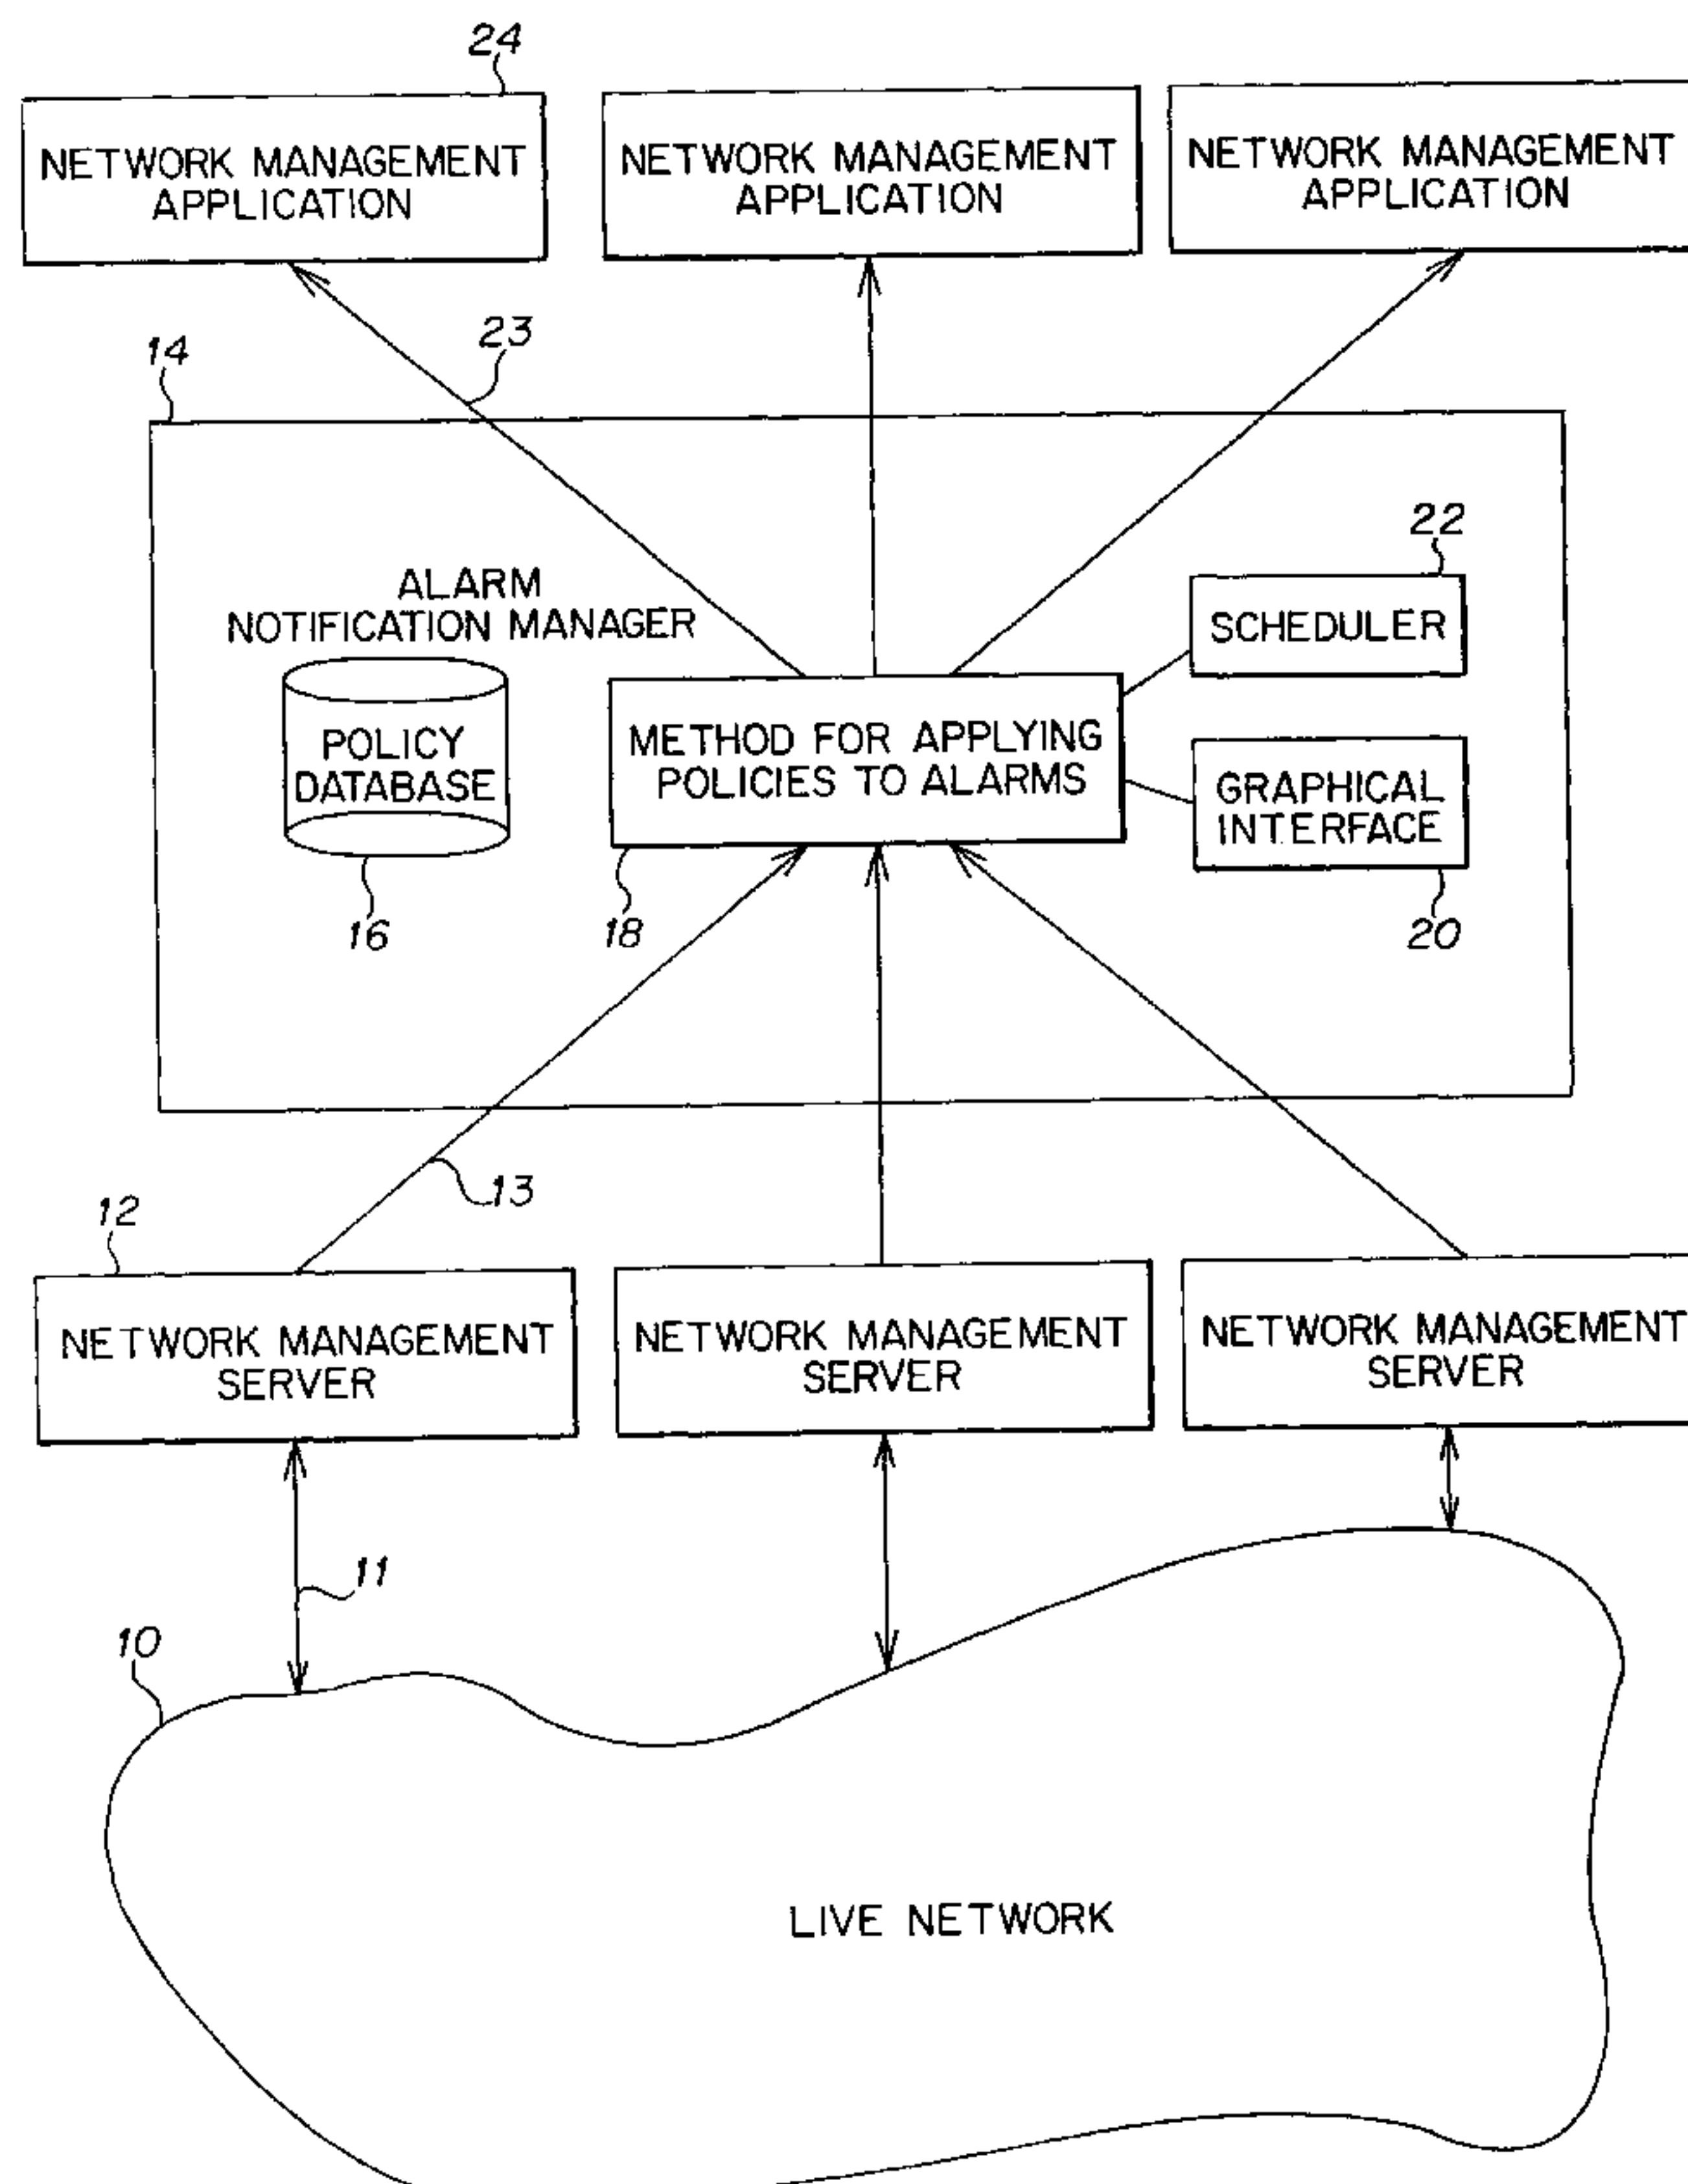 24
NETWORK MANAGEMENT
APPLICATION
NETWORK MANAGEMENT
APPLICATION
NETWORK MANAGEMENT
APPLICATION
23
14
22
ALARM
NOTIFICATION MANAGER
SCHEDULER
POLICY
DATABASE
METHOD FOR APPLYING
POLICIES TO ALARMS
GRAPHICAL
INTERFACE
16
18
20
13
12
NETWORK MANAGEMENT
SERVER
NETWORK MANAGEMENT
SERVER
NETWORK MANAGEMENT
SERVER
11
10
LIVE NETWORK